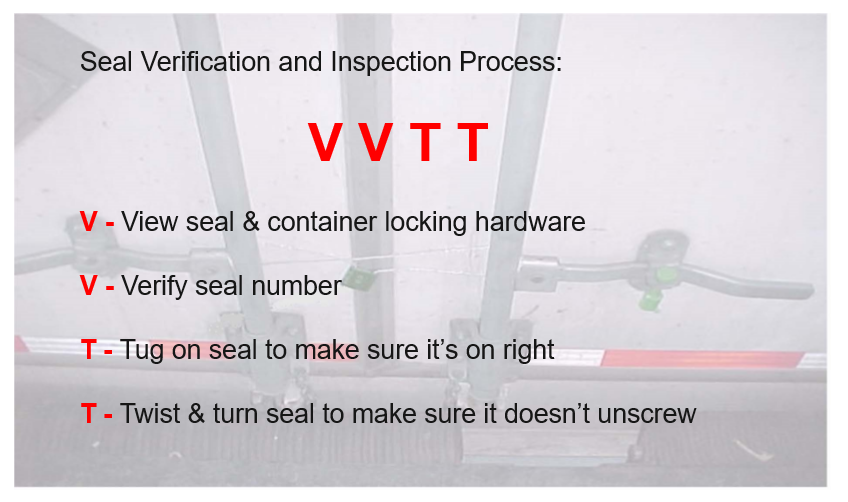 Seal Verification and Inspection Process:
V V T T
V - View seal & container locking hardware
V - Verify seal number
T - Tug on seal to make sure it’s on right
T - Twist & turn seal to make sure it doesn’t unscrew